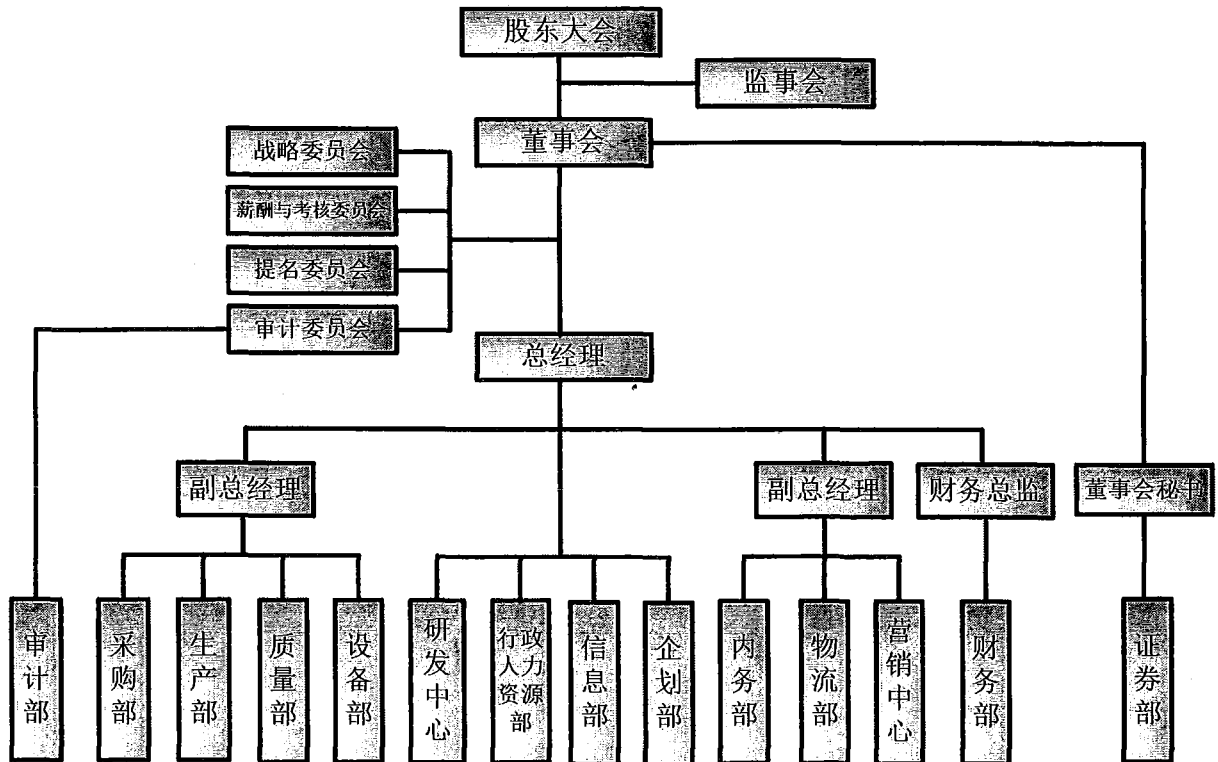 股东大会
监事会
董事会
战略委员会
薪酬与考核委员会
提名委员会
审计委员会
总经理
副总经理
副总经理
财务总监
董事会秘书
审计部
采购部
生产部
质量部
设备部
研发中心
行政人力资源部
信息部
企划部
内务部
物流部
营销中心
财务部
证券部